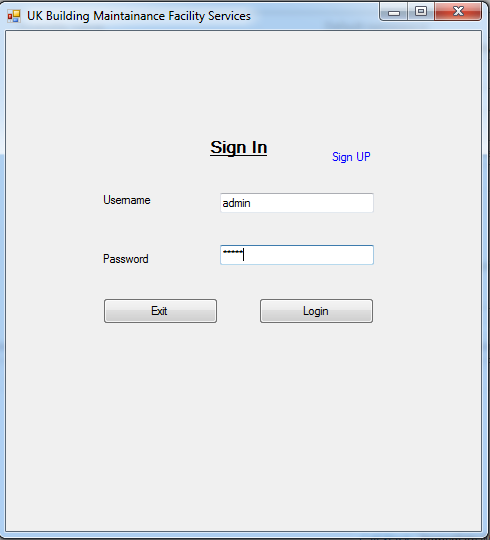 UK Building Maintainance Facility Services
Sign In
Sign UP
Username
admin
Password
*****
Exit
Login